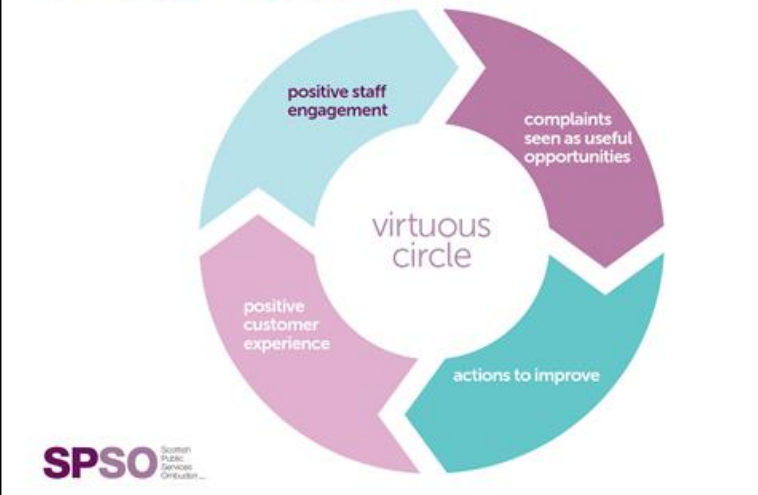 positive staff
engagement
complaints
seen as useful
opportunities
virtuous
circle
positive
customer
experience
actions to improve
SPSO
Scottish
Public
Services
Ombudsman